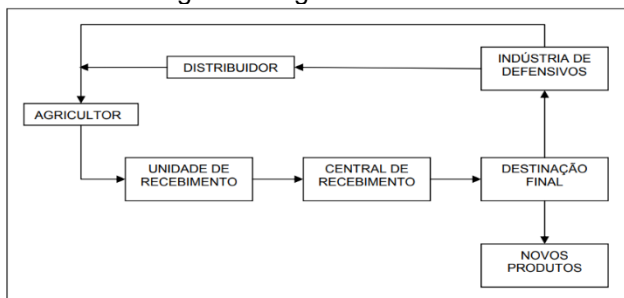 INDÚSTRIA DE
DEFENSIVOS
DISTRIBUIDOR
AGRICULTOR
UNIDADE DE
RECEBIMENTO
CENTRAL DE
RECEBIMENTO
DESTINAÇÃO
FINAL
NOVOS
PRODUTOS